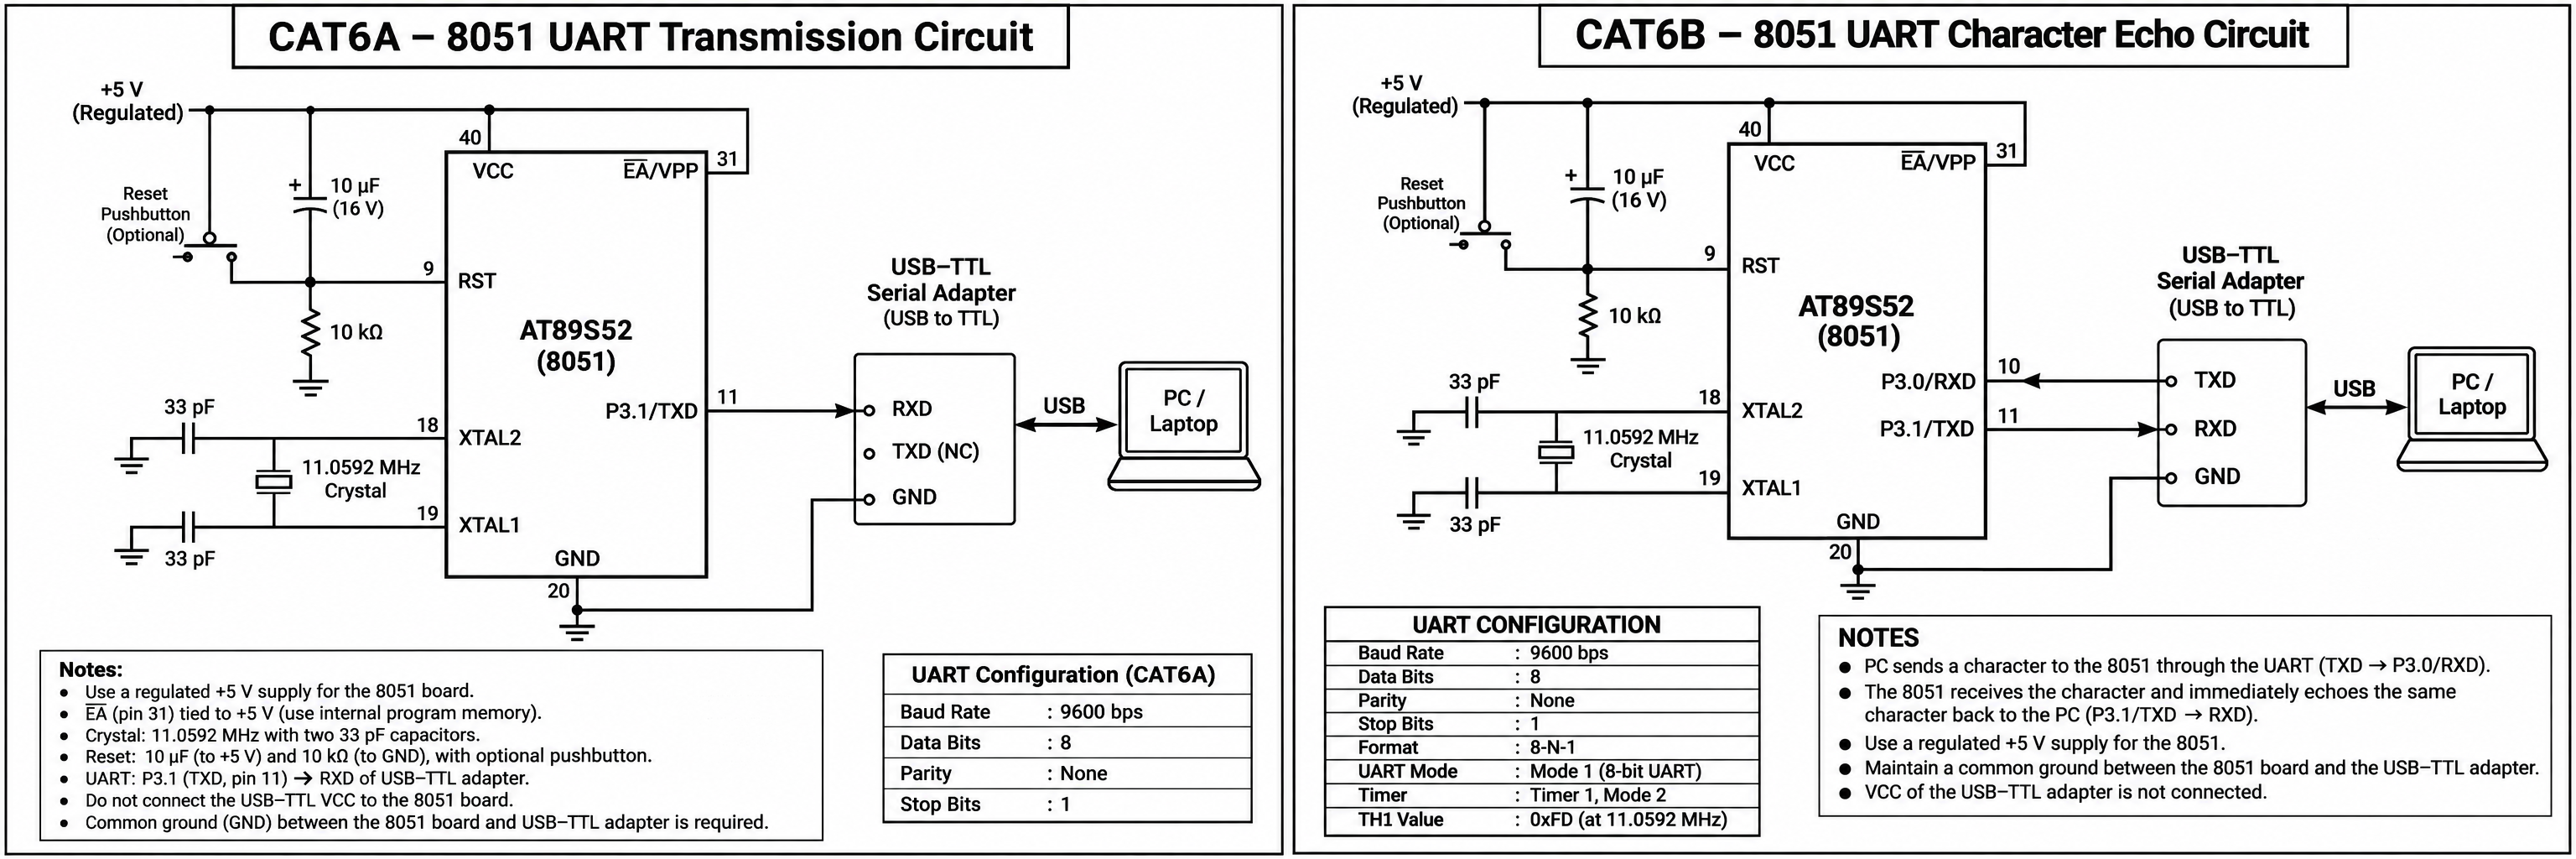 CAT6A – 8051 UART Transmission Circuit
+5 V
(Regulated)
40
VCC
EA/VPP
31
Reset
Pushbutton
(Optional)
+
10 µF
(16 V)
9
RST
10 kΩ
AT89S52
(8051)
33 pF
18
XTAL2
11.0592 MHz
Crystal
19
XTAL1
33 pF
P3.1/TXD
11
GND
20
USB–TTL
Serial Adapter
(USB to TTL)
RXD
TXD (NC)
GND
USB
PC /
Laptop
Notes:
• Use a regulated +5 V supply for the 8051 board.
• EA (pin 31) tied to +5 V (use internal program memory).
• Crystal: 11.0592 MHz with two 33 pF capacitors.
• Reset: 10 µF (to +5 V) and 10 kΩ (to GND), with optional pushbutton.
• UART: P3.1 (TXD, pin 11) → RXD of USB–TTL adapter.
• Do not connect the USB–TTL VCC to the 8051 board.
• Common ground (GND) between the 8051 board and USB–TTL adapter is required.
UART Configuration (CAT6A)
Baud Rate : 9600 bps
Data Bits : 8
Parity : None
Stop Bits : 1
CAT6B – 8051 UART Character Echo Circuit
+5 V
(Regulated)
40
VCC
EA/VPP
31
Reset
Pushbutton
(Optional)
+
10 µF
(16 V)
9
RST
10 kΩ
AT89S52
(8051)
33 pF
18
XTAL2
11.0592 MHz
Crystal
19
XTAL1
33 pF
P3.0/RXD
10
P3.1/TXD
11
GND
20
USB–TTL
Serial Adapter
(USB to TTL)
TXD
RXD
GND
USB
PC /
Laptop
UART CONFIGURATION
Baud Rate : 9600 bps
Data Bits : 8
Parity : None
Stop Bits : 1
Format : 8-N-1
UART Mode : Mode 1 (8-bit UART)
Timer : Timer 1, Mode 2
TH1 Value : 0xFD (at 11.0592 MHz)
NOTES
● PC sends a character to the 8051 through the UART (TXD → P3.0/RXD).
● The 8051 receives the character and immediately echoes the same
character back to the PC (P3.1/TXD → RXD).
● Use a regulated +5 V supply for the 8051.
● Maintain a common ground between the 8051 board and the USB–TTL adapter.
● VCC of the USB–TTL adapter is not connected.